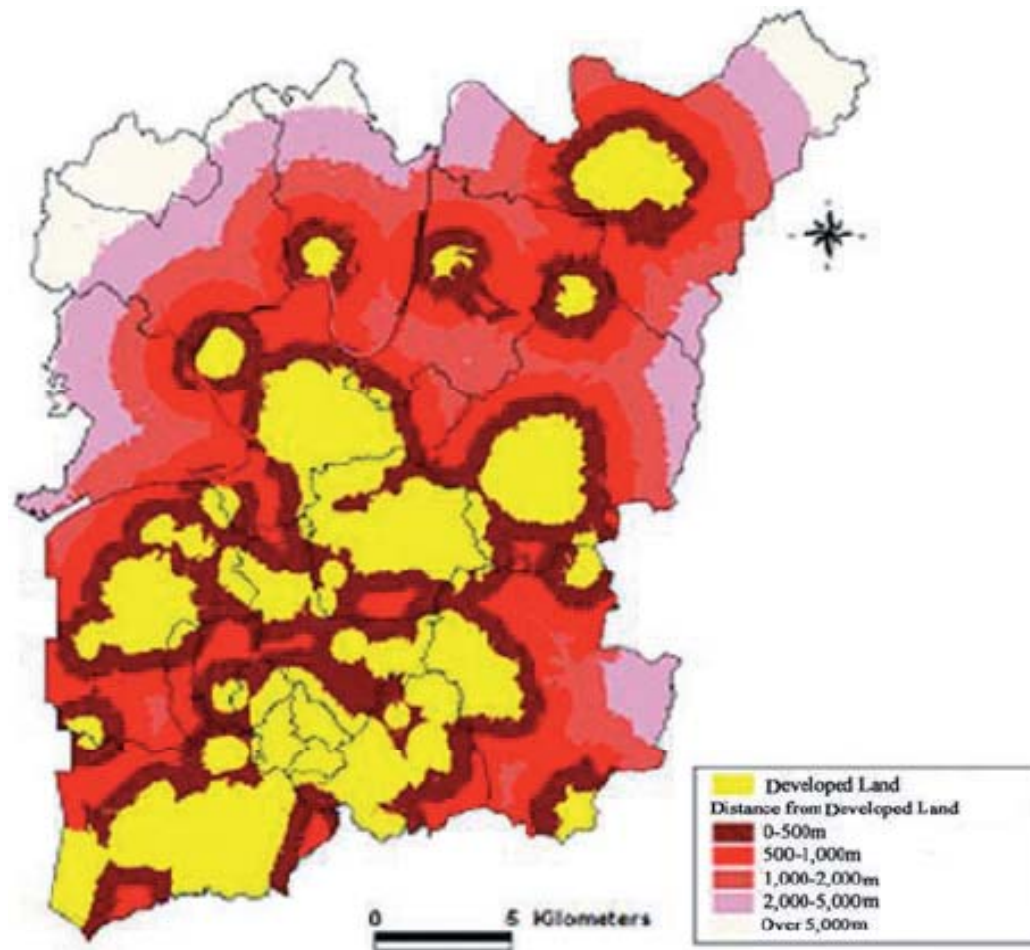 Developed Land
Distance from Developed Land
0-500m
500-1,000m
1,000-2,000m
2,000-5,000m
Over 5,000m
0 5 Kilometers